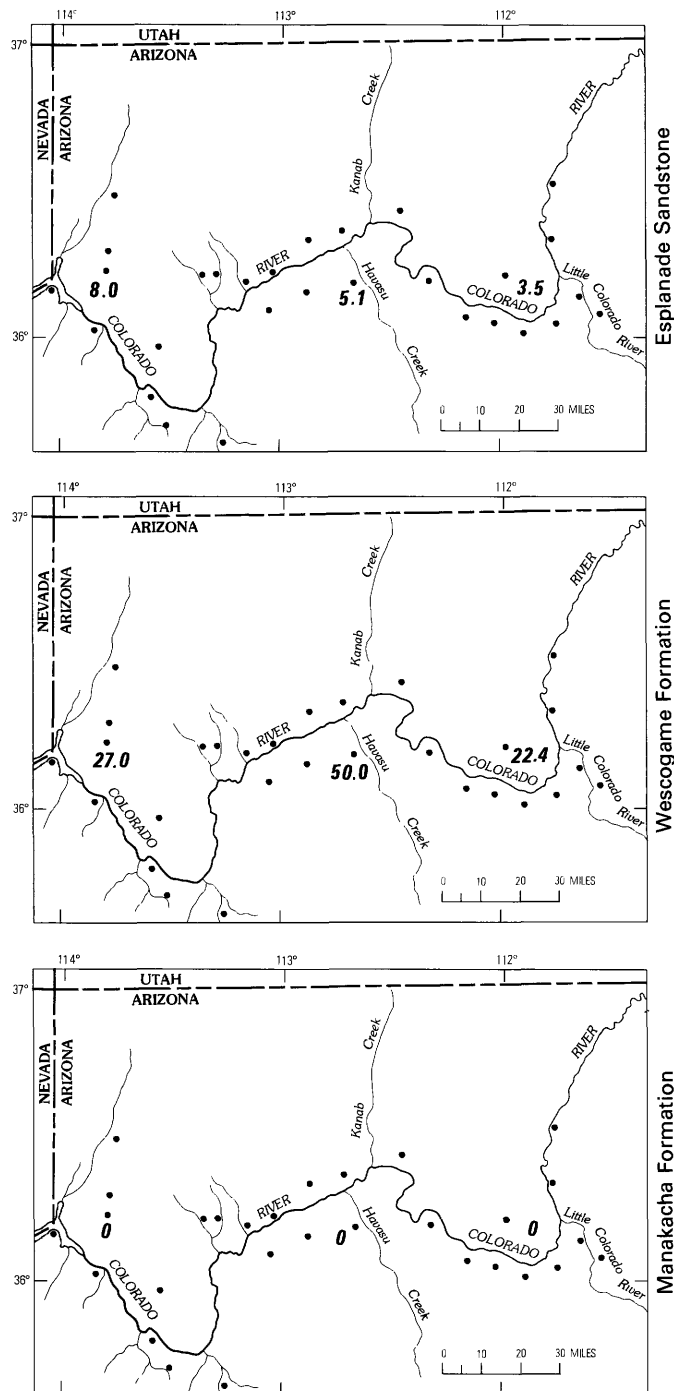 114°
113°
112°
37°
UTAH
ARIZONA
NEVADA
ARIZONA
Kanab
Creek
RIVER
RIVER
8.0
5.1
3.5
Havasu
Creek
COLORADO
COLORADO
Little
Colorado
River
36°
0 10 20 30 MILES
Esplanade Sandstone
114°
113°
112°
37°
UTAH
ARIZONA
NEVADA
ARIZONA
Kanab
Creek
RIVER
RIVER
27.0
50.0
22.4
Havasu
Creek
COLORADO
COLORADO
Little
Colorado
River
36°
0 10 20 30 MILES
Wescogame Formation
114°
113°
112°
37°
UTAH
ARIZONA
NEVADA
ARIZONA
Kanab
Creek
RIVER
RIVER
0
0
0
Havasu
Creek
COLORADO
COLORADO
Little
Colorado
River
36°
0 10 20 30 MILES
Manakacha Formation